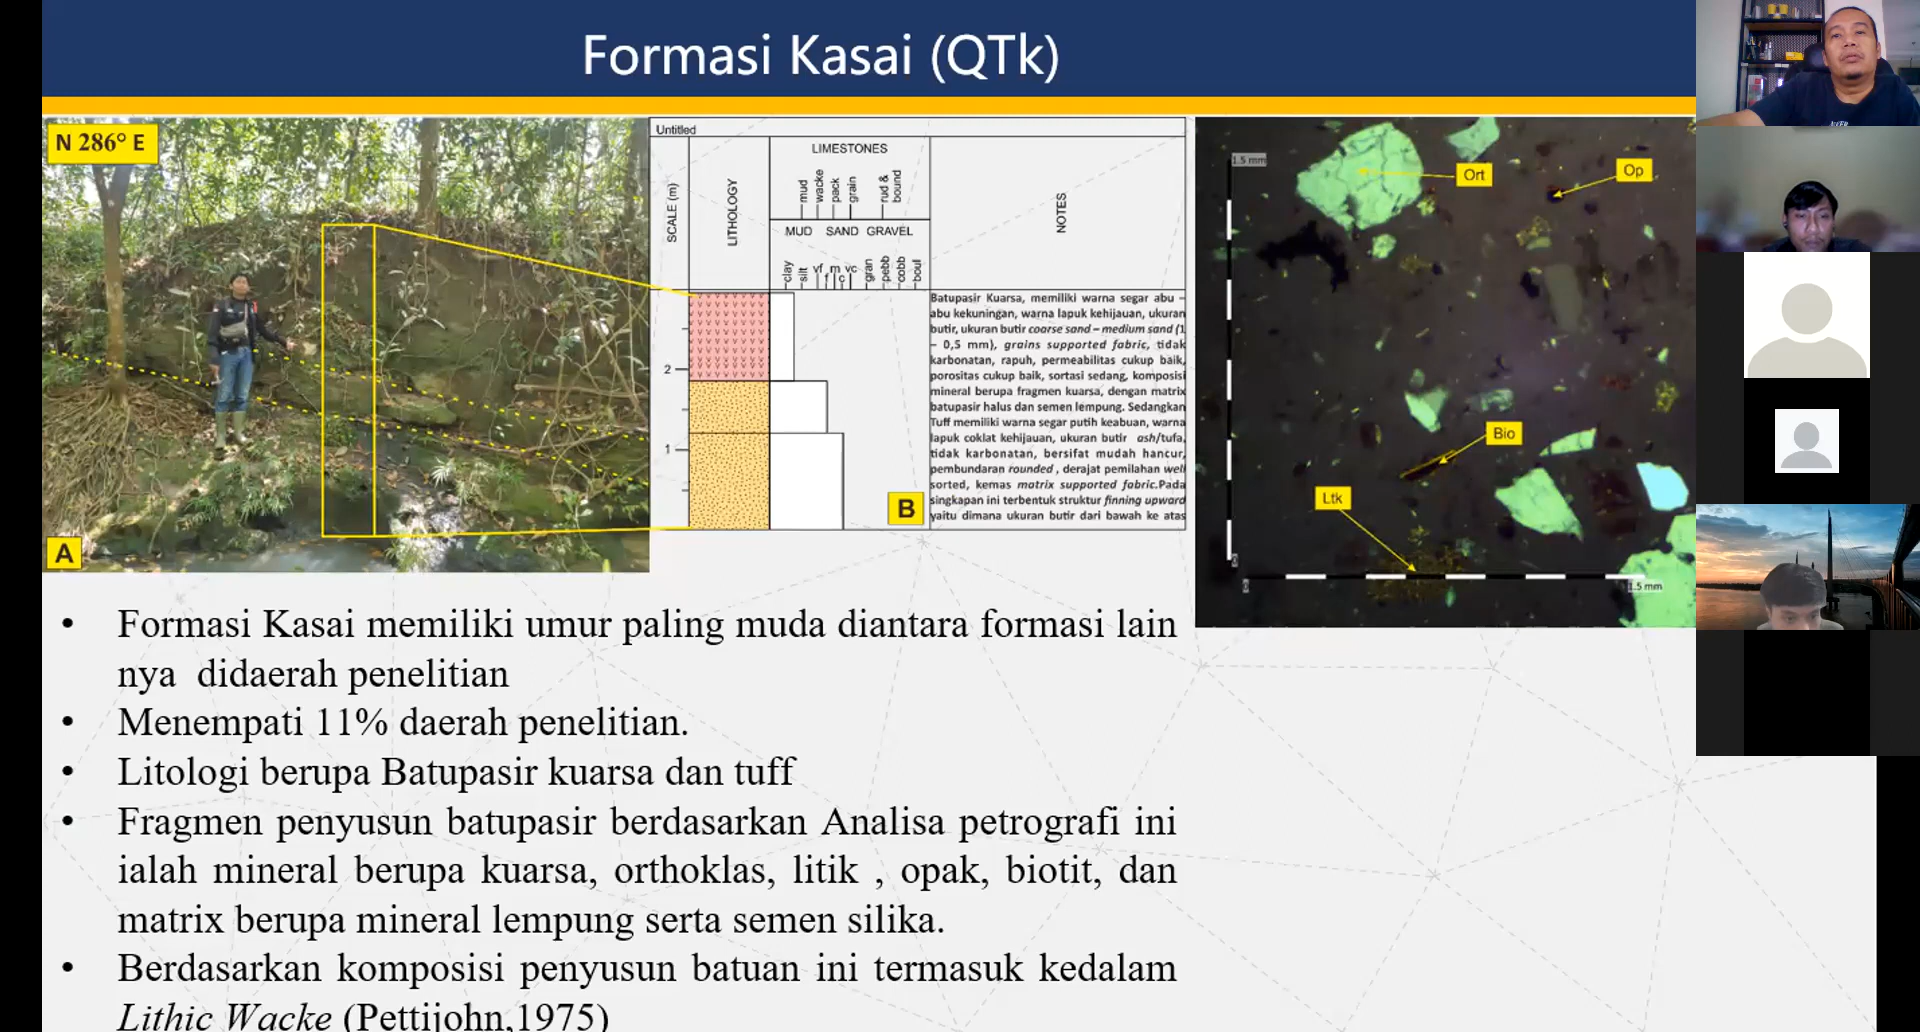 Formasi Kasai (QTk)
N 286° E
A
Untitled
SCALE (m)
LITHOLOGY
LIMESTONES
mud
wacke
pack
grain
rud &
bound
MUD SAND GRAVEL
clay
silt
vf
f
m
c
vc
gran
pebb
cobb
boul
NOTES
2
1
B
Batupasir Kuarsa, memiliki warna segar abu –
abu kekuningan, warna lapuk kehijauan, ukuran
butir, ukuran butir coarse sand – medium sand (1
– 0,5 mm), grains supported fabric, tidak
karbonatan, rapuh, permeabilitas cukup baik,
porositas cukup baik, sortasi sedang, komposisi
mineral berupa fragmen kuarsa, dengan matrix
batupasir halus dan semen lempung. Sedangkan
Tuff memiliki warna segar putih keabuan, warna
lapuk coklat kehijauan, ukuran butir ash/tufa,
tidak karbonatan, bersifat mudah hancur,
pembundaran rounded , derajat pemilahan well
sorted, kemas matrix supported fabric.Pada
singkapan ini terbentuk struktur finning upward
yaitu dimana ukuran butir dari bawah ke atas
1.5 mm
Ort
Op
Bio
Ltk
0
0
1.5 mm
• Formasi Kasai memiliki umur paling muda diantara formasi lain
nya didaerah penelitian
• Menempati 11% daerah penelitian.
• Litologi berupa Batupasir kuarsa dan tuff
• Fragmen penyusun batupasir berdasarkan Analisa petrografi ini
ialah mineral berupa kuarsa, orthoklas, litik , opak, biotit, dan
matrix berupa mineral lempung serta semen silika.
• Berdasarkan komposisi penyusun batuan ini termasuk kedalam
Lithic Wacke (Pettijohn,1975)